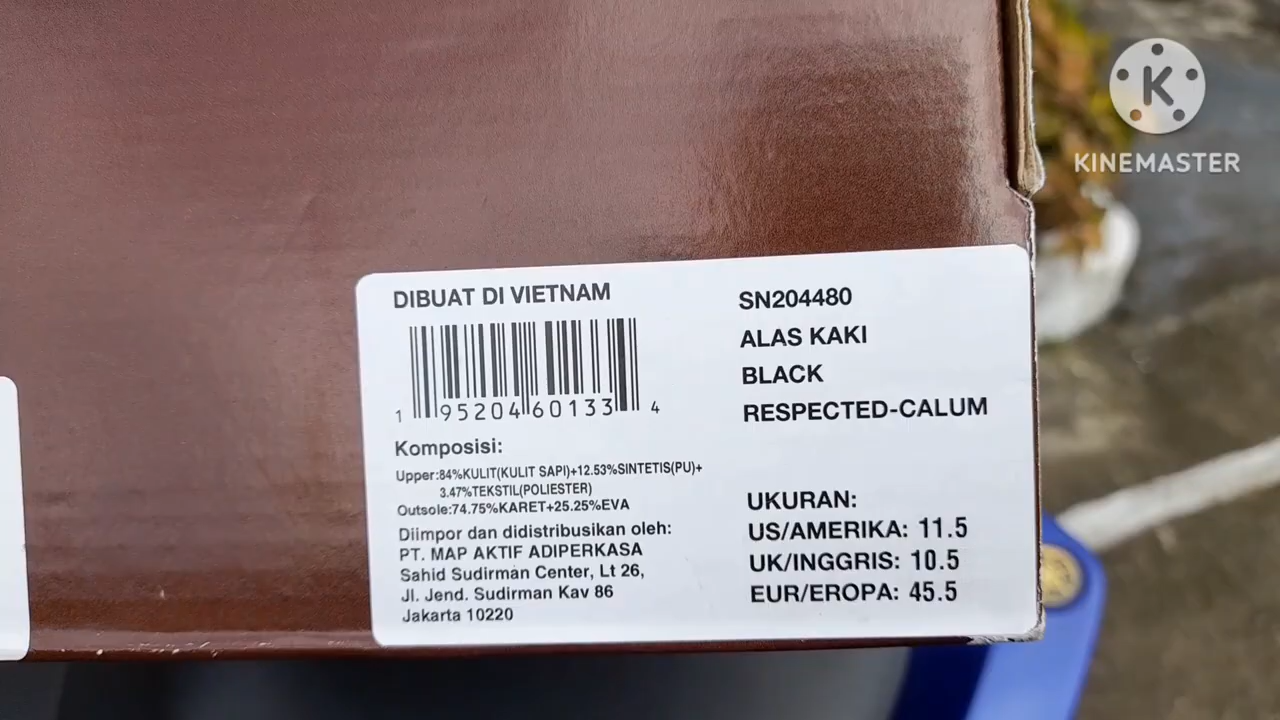 K
KINEMASTER
DIBUAT DI VIETNAM
1 95204 60133 4
Komposisi:
Upper:84%KULIT(KULIT SAPI)+12.53%SINTETIS(PU)+
3.47%TEKSTIL(POLIESTER)
Outsole:74.75%KARET+25.25%EVA
Diimpor dan didistribusikan oleh:
PT. MAP AKTIF ADIPERKASA
Sahid Sudirman Center, Lt 26,
Jl. Jend. Sudirman Kav 86
Jakarta 10220
SN204480
ALAS KAKI
BLACK
RESPECTED-CALUM
UKURAN:
US/AMERIKA: 11.5
UK/INGGRIS: 10.5
EUR/EROPA: 45.5